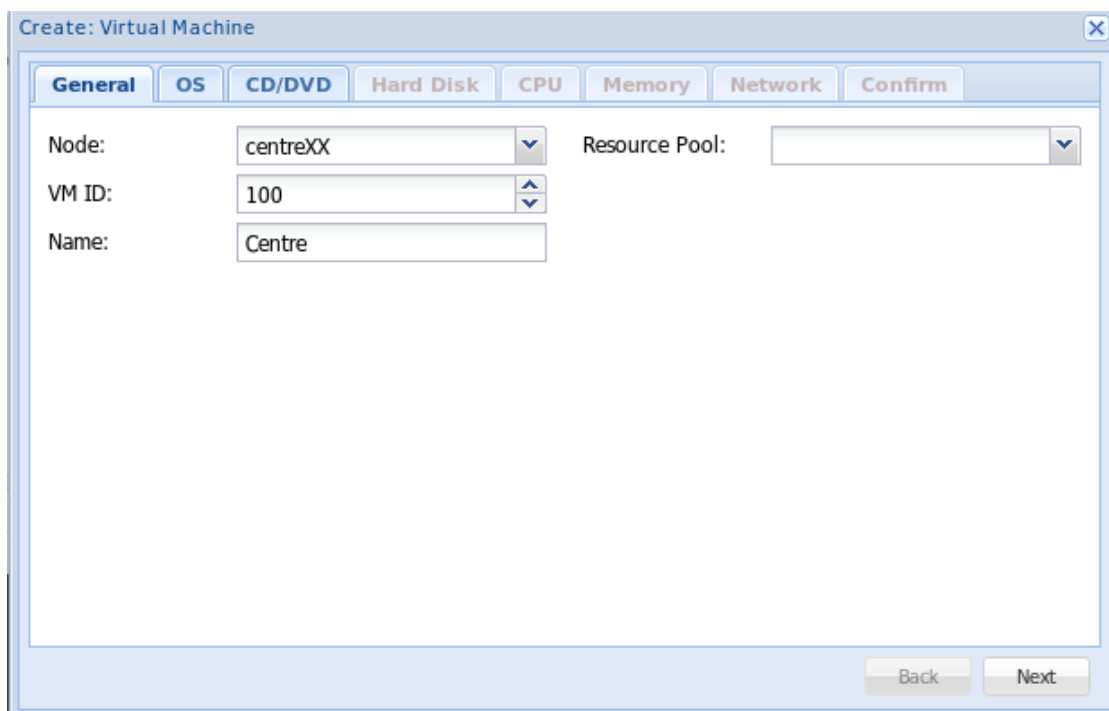 Create: Virtual Machine
General OS CD/DVD Hard Disk CPU Memory Network Confirm
Node: centreXX Resource Pool:
VM ID: 100
Name: Centre
Back Next